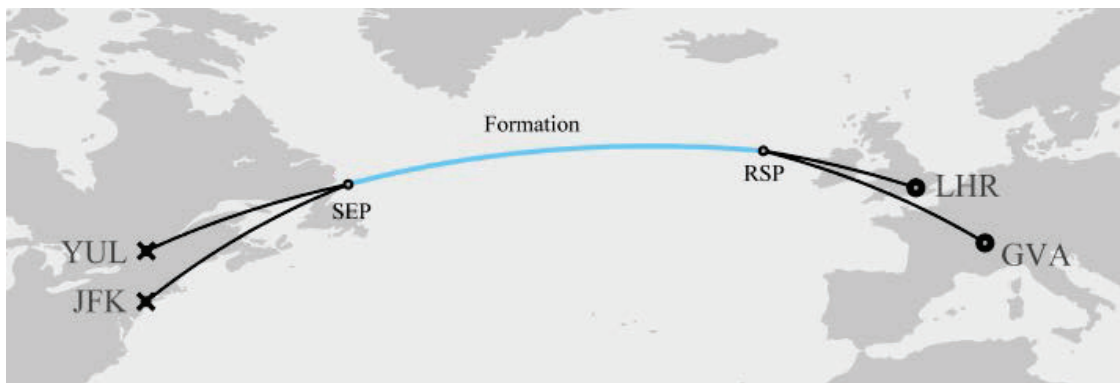 Formation
RSP
LHR
SEP
YUL
GVA
JFK